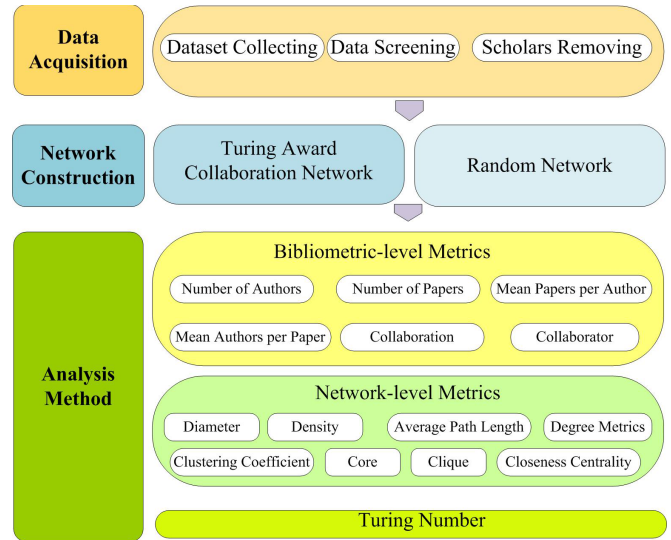 Data
Acquisition
Dataset Collecting
Data Screening
Scholars Removing
Network
Construction
Turing Award
Collaboration Network
Random Network
Analysis
Method
Bibliometric-level Metrics
Number of Authors
Number of Papers
Mean Papers per Author
Mean Authors per Paper
Collaboration
Collaborator
Network-level Metrics
Diameter
Density
Average Path Length
Degree Metrics
Clustering Coefficient
Core
Clique
Closeness Centrality
Turing Number